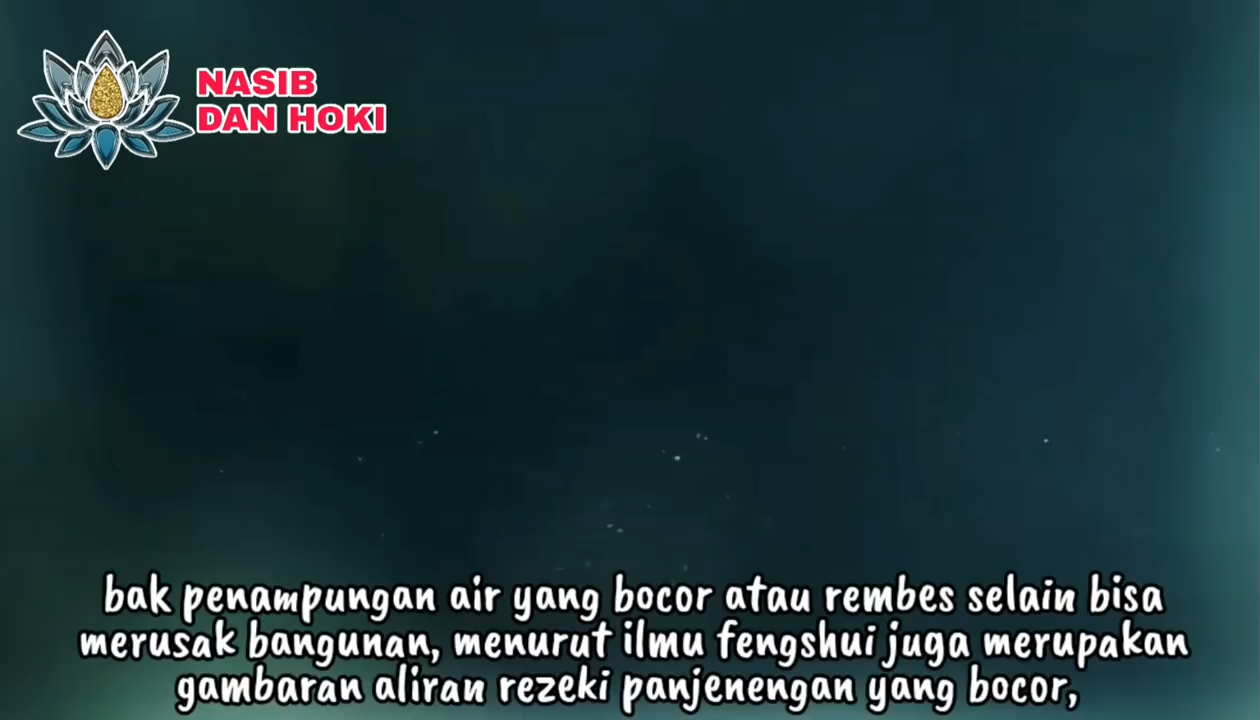 NASIB
DAN HOKI
bak penampungan air yang bocor atau rembes selain bisa
merusak bangunan, menurut ilmu fengshui juga merupakan
gambaran aliran rezeki panjenengan yang bocor,